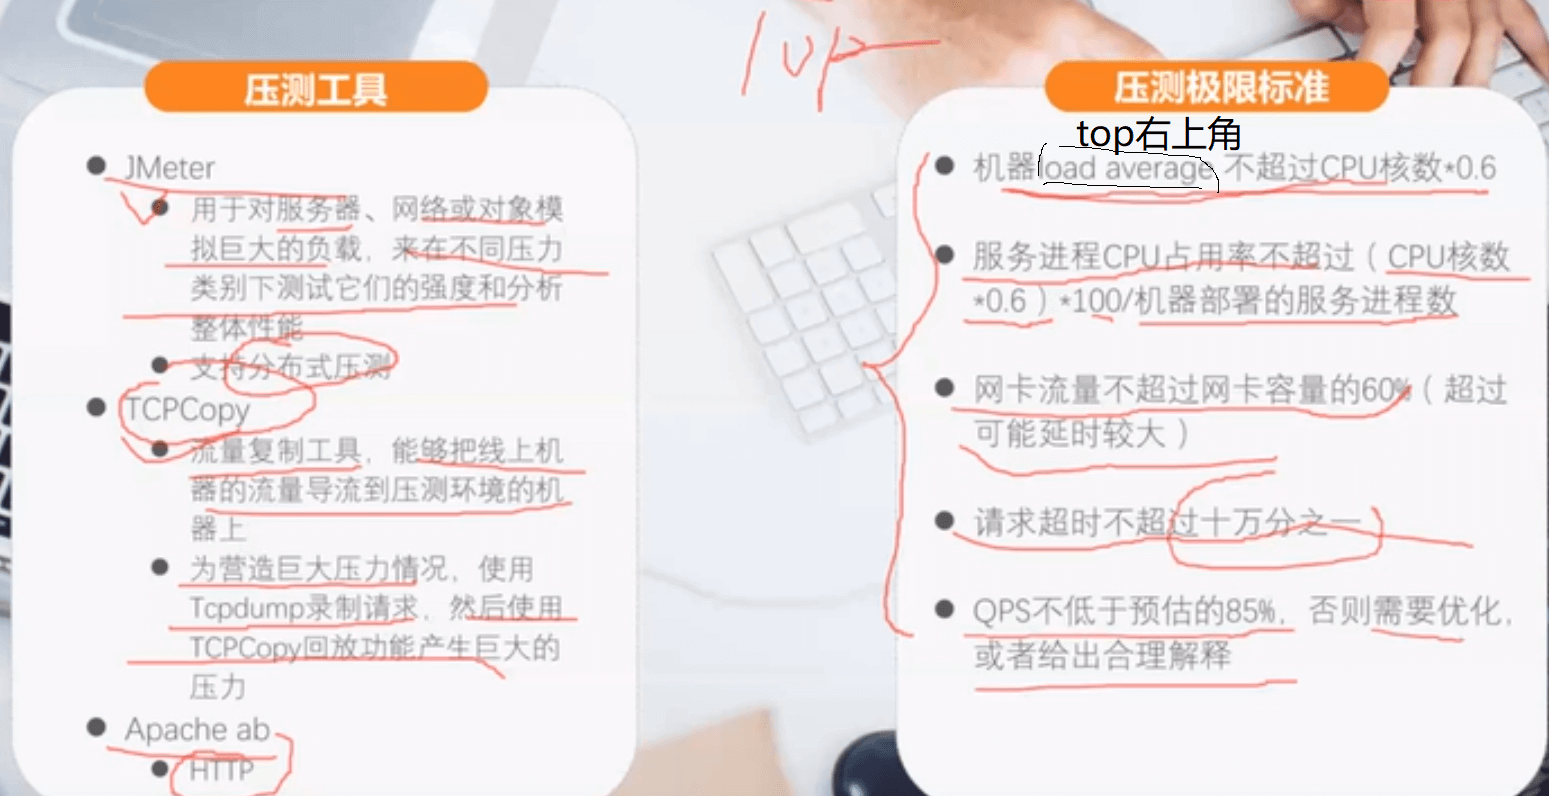 压测工具
JMeter
用于对服务器、网络或对象模
拟巨大的负载，来在不同压力
类别下测试它们的强度和分析
整体性能
支持分布式压测
TCPCopy
流量复制工具，能够把线上机
器的流量导流到压测环境的机
器上
为营造巨大压力情况，使用
Tcpdump录制请求，然后使用
TCPCopy回放功能产生巨大的
压力
Apache ab
HTTP
压测极限标准
top右上角
机器load average 不超过CPU核数*0.6
服务进程CPU占用率不超过（CPU核数
*0.6）*100/机器部署的服务进程数
网卡流量不超过网卡容量的60%（超过
可能延时较大）
请求超时不超过十万分之一
QPS不低于预估的85%，否则需要优化，
或者给出合理解释